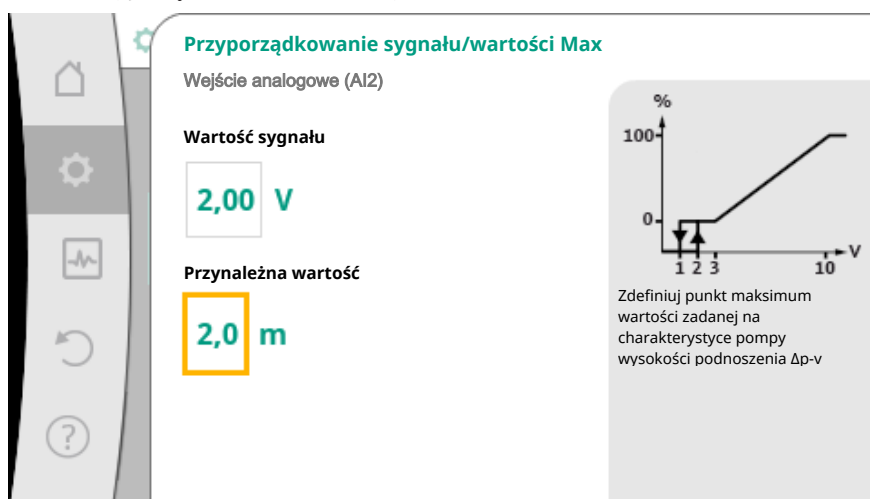 Przyporządkowanie sygnału/wartości Max
Wejście analogowe (AI2)
Wartość sygnału
2,00 V
Przynależna wartość
2,0 m
%
100
0
1 2 3 10 V
Zdefiniuj punkt maksimum
wartości zadanej na
charakterystyce pompy
wysokości podnoszenia Δp-v
?